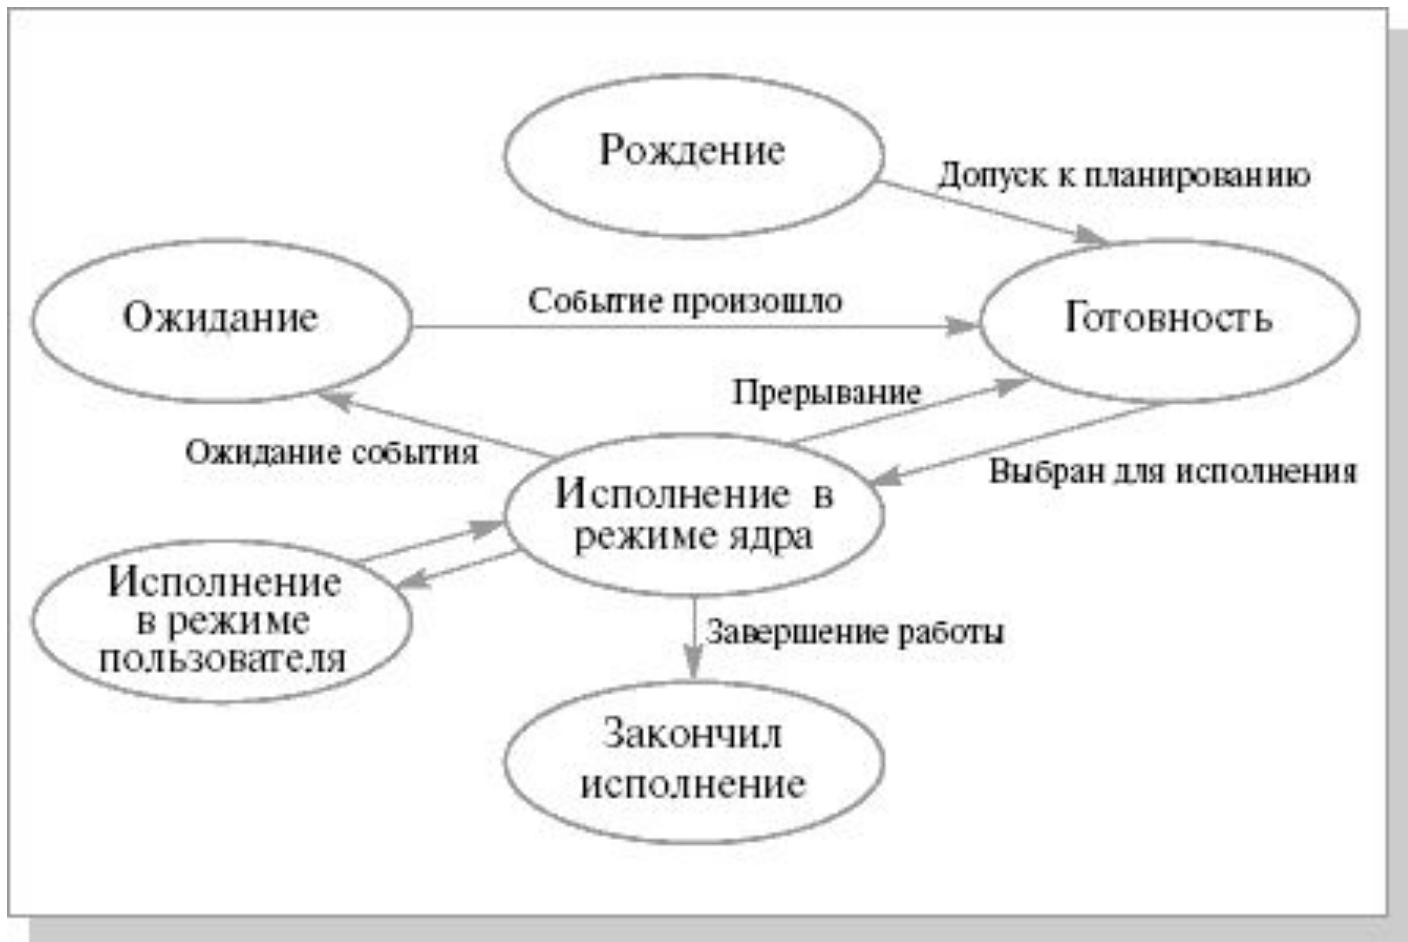 Рождение
Допуск к планированию
Событие произошло
Ожидание
Готовность
Прерывание
Ожидание события
Выбран для исполнения
Исполнение в
режиме ядра
Исполнение
в режиме
пользователя
Завершение работы
Закончил
исполнение